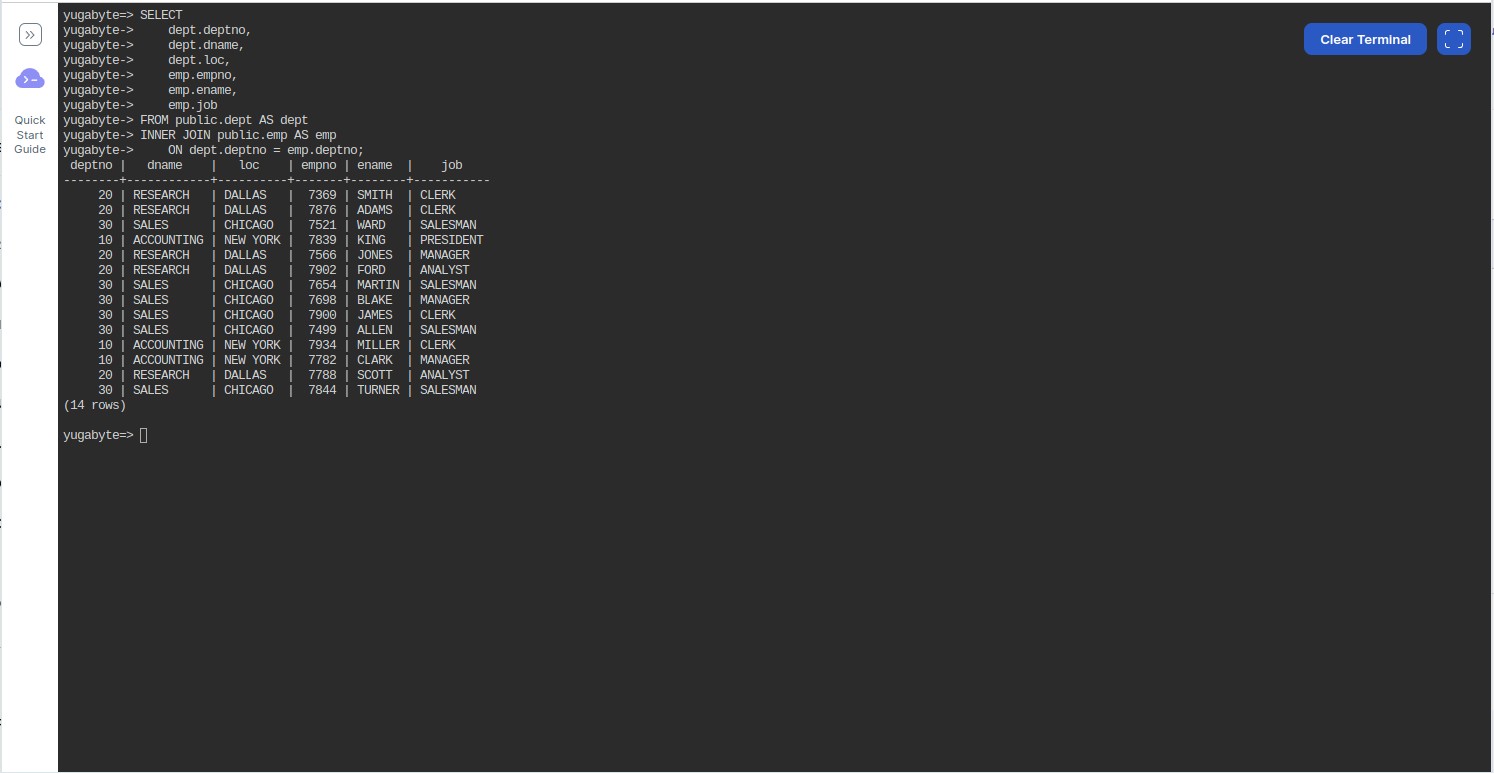 Quick
Start
Guide
Clear Terminal
yugabyte=> SELECT
yugabyte->     dept.deptno,
yugabyte->     dept.dname,
yugabyte->     dept.loc,
yugabyte->     emp.empno,
yugabyte->     emp.ename,
yugabyte->     emp.job
yugabyte-> FROM public.dept AS dept
yugabyte-> INNER JOIN public.emp AS emp
yugabyte->     ON dept.deptno = emp.deptno;
 deptno |   dname    |   loc    | empno | ename  |    job
--------+------------+----------+-------+--------+-----------
     20 | RESEARCH   | DALLAS   |  7369 | SMITH  | CLERK
     20 | RESEARCH   | DALLAS   |  7876 | ADAMS  | CLERK
     30 | SALES      | CHICAGO  |  7521 | WARD   | SALESMAN
     10 | ACCOUNTING | NEW YORK |  7839 | KING   | PRESIDENT
     20 | RESEARCH   | DALLAS   |  7566 | JONES  | MANAGER
     20 | RESEARCH   | DALLAS   |  7902 | FORD   | ANALYST
     30 | SALES      | CHICAGO  |  7654 | MARTIN | SALESMAN
     30 | SALES      | CHICAGO  |  7698 | BLAKE  | MANAGER
     30 | SALES      | CHICAGO  |  7900 | JAMES  | CLERK
     30 | SALES      | CHICAGO  |  7499 | ALLEN  | SALESMAN
     10 | ACCOUNTING | NEW YORK |  7934 | MILLER | CLERK
     10 | ACCOUNTING | NEW YORK |  7782 | CLARK  | MANAGER
     20 | RESEARCH   | DALLAS   |  7788 | SCOTT  | ANALYST
     30 | SALES      | CHICAGO  |  7844 | TURNER | SALESMAN
(14 rows)
yugabyte=>